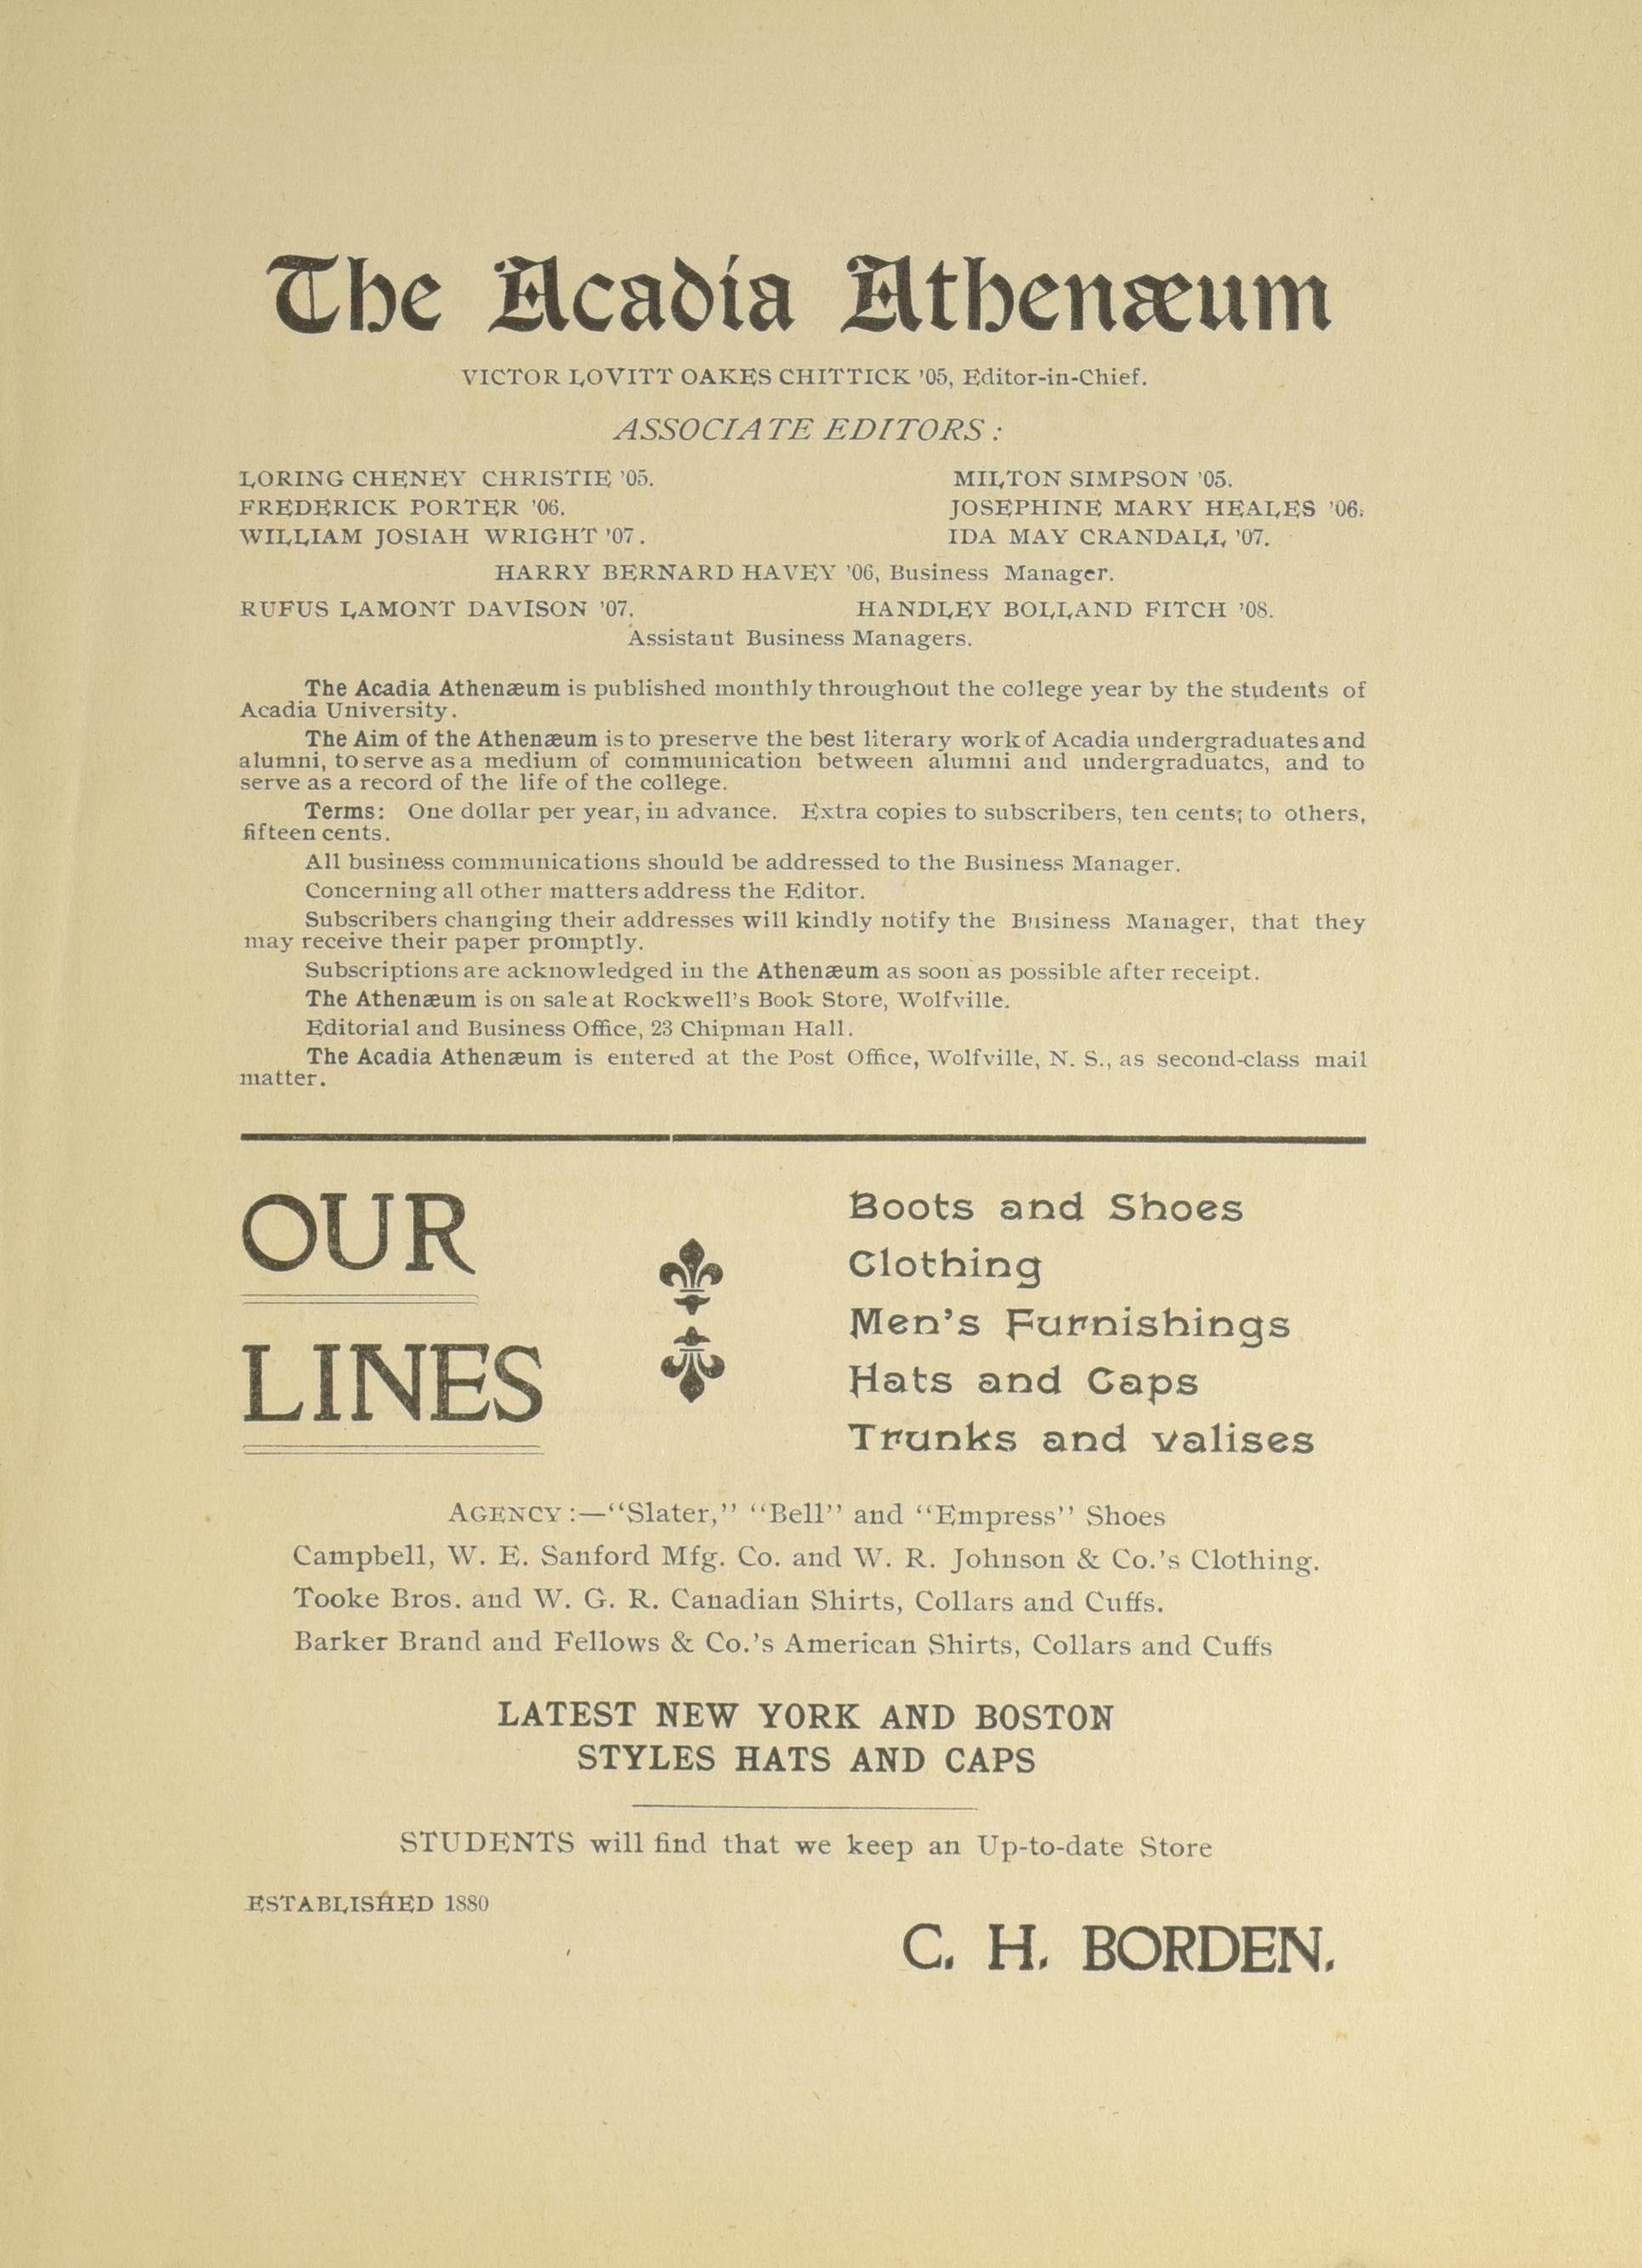 The Acadia Athenæum
VICTOR LOVITT OAKES CHITTICK '05, Editor-in-Chief.
ASSOCIATE EDITORS :
LORING CHENEY CHRISTIE '05. MILTON SIMPSON '05.
FREDERICK PORTER '06. JOSEPHINE MARY HEALES '06.
WILLIAM JOSIAH WRIGHT '07. IDA MAY CRANDALL '07.
HARRY BERNARD HAVEY '06, Business Manager.
RUFUS LAMONT DAVISON '07. HANDLEY BOLLAND FITCH '08.
Assistant Business Managers.
The Acadia Athenæum is published monthly throughout the college year by the students of
Acadia University.
The Aim of the Athenæum is to preserve the best literary work of Acadia undergraduates and
alumni, to serve as a medium of communication between alumni and undergraduates, and to
serve as a record of the life of the college.
Terms: One dollar per year, in advance. Extra copies to subscribers, ten cents; to others,
fifteen cents.
All business communications should be addressed to the Business Manager.
Concerning all other matters address the Editor.
Subscribers changing their addresses will kindly notify the Business Manager, that they
may receive their paper promptly.
Subscriptions are acknowledged in the Athenæum as soon as possible after receipt.
The Athenæum is on sale at Rockwell's Book Store, Wolfville.
Editorial and Business Office, 23 Chipman Hall.
The Acadia Athenæum is entered at the Post Office, Wolfville, N. S., as second-class mail
matter.
OUR
LINES
Boots and Shoes
Clothing
Men's Furnishings
Hats and Caps
Trunks and valises
AGENCY :—"Slater," "Bell" and "Empress" Shoes
Campbell, W. E. Sanford Mfg. Co. and W. R. Johnson & Co.'s Clothing.
Tooke Bros. and W. G. R. Canadian Shirts, Collars and Cuffs.
Barker Brand and Fellows & Co.'s American Shirts, Collars and Cuffs
LATEST NEW YORK AND BOSTON
STYLES HATS AND CAPS
STUDENTS will find that we keep an Up-to-date Store
ESTABLISHED 1880
C. H. BORDEN.